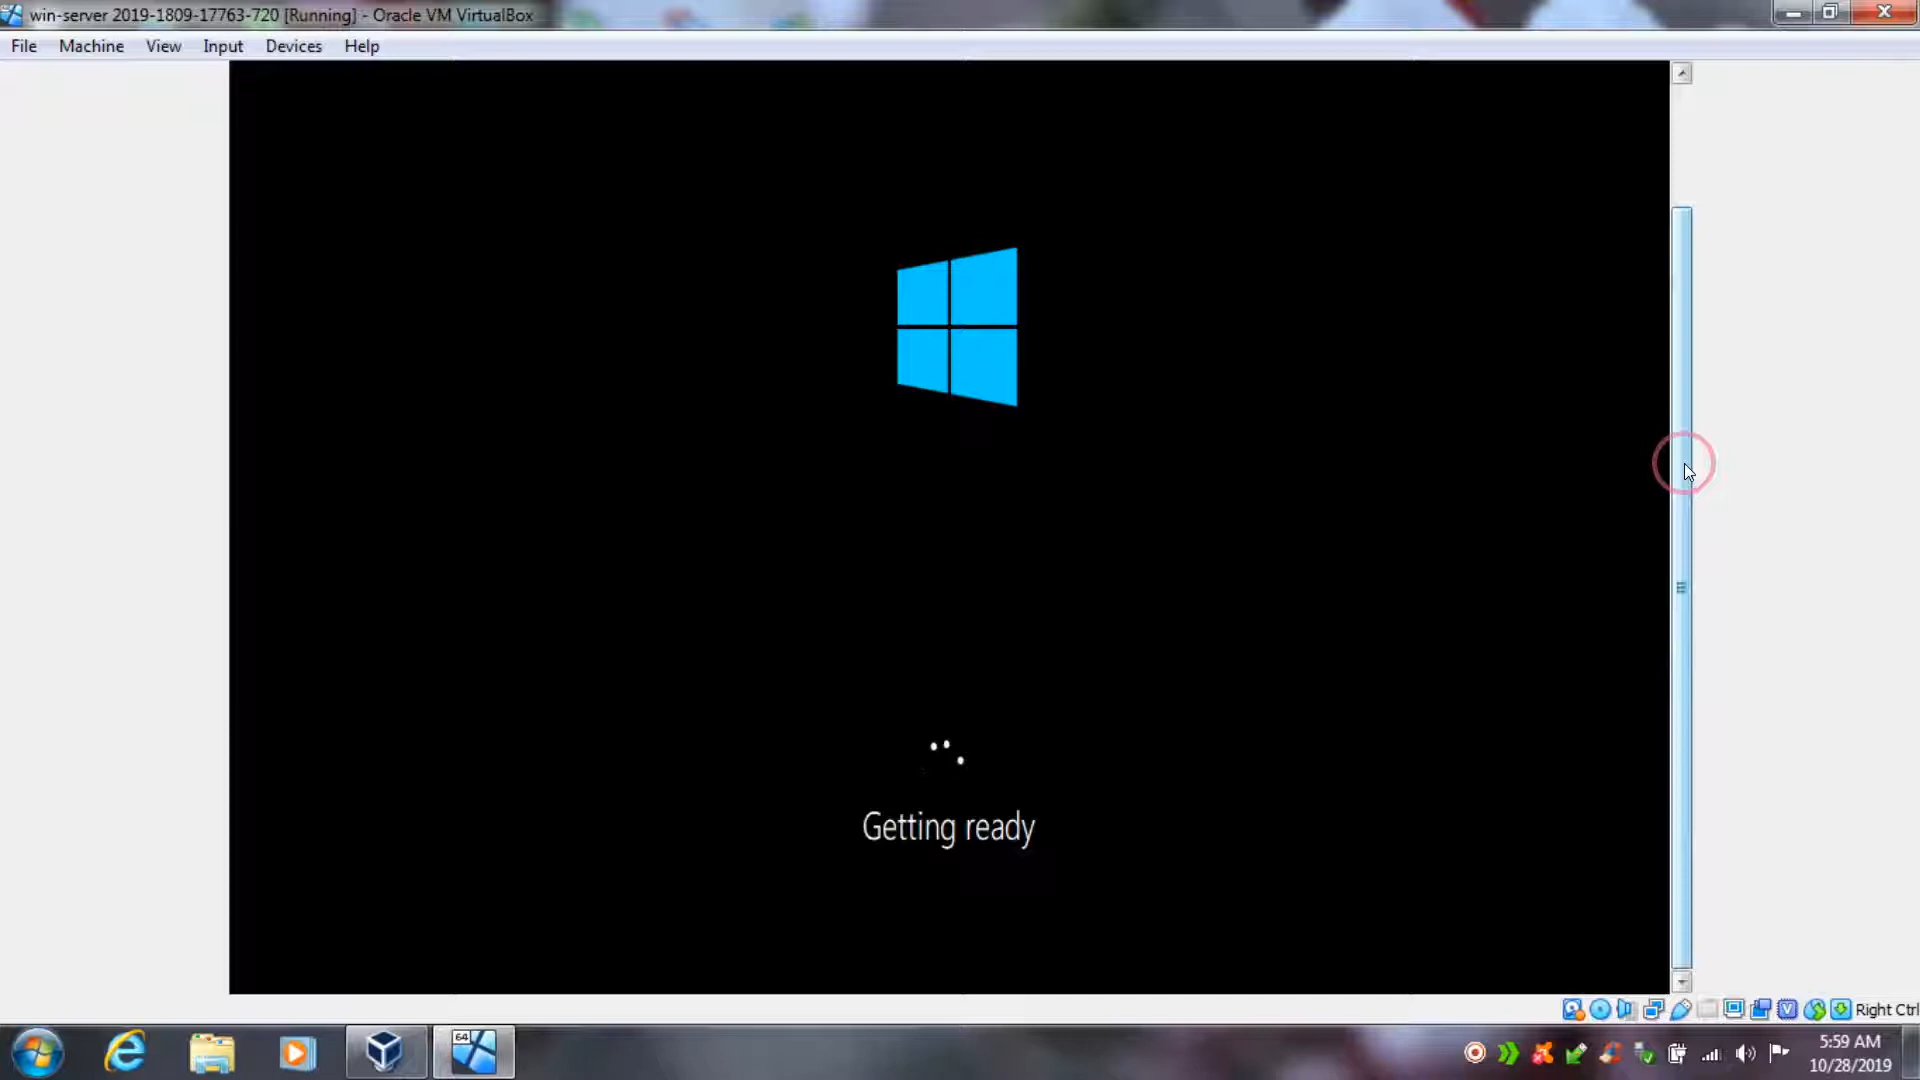 win-server 2019-1809-17763-720 [Running] - Oracle VM VirtualBox
File Machine View Input Devices Help
Getting ready
Right Ctrl
64
5:59 AM
10/28/2019